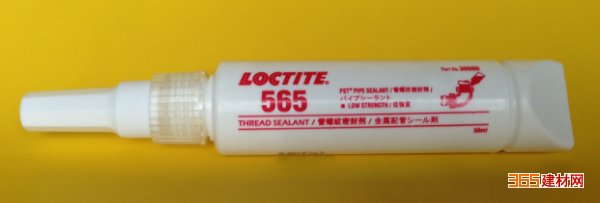 LOCTITE®
565
PST® PIPE SEALANT / 管螺纹密封剂 /
パイプシーラント
■ LOW STRENGTH / 低强度
THREAD SEALANT / 管螺纹密封剂 / 金属配管シール剤
Part No.
50ml
365建材网